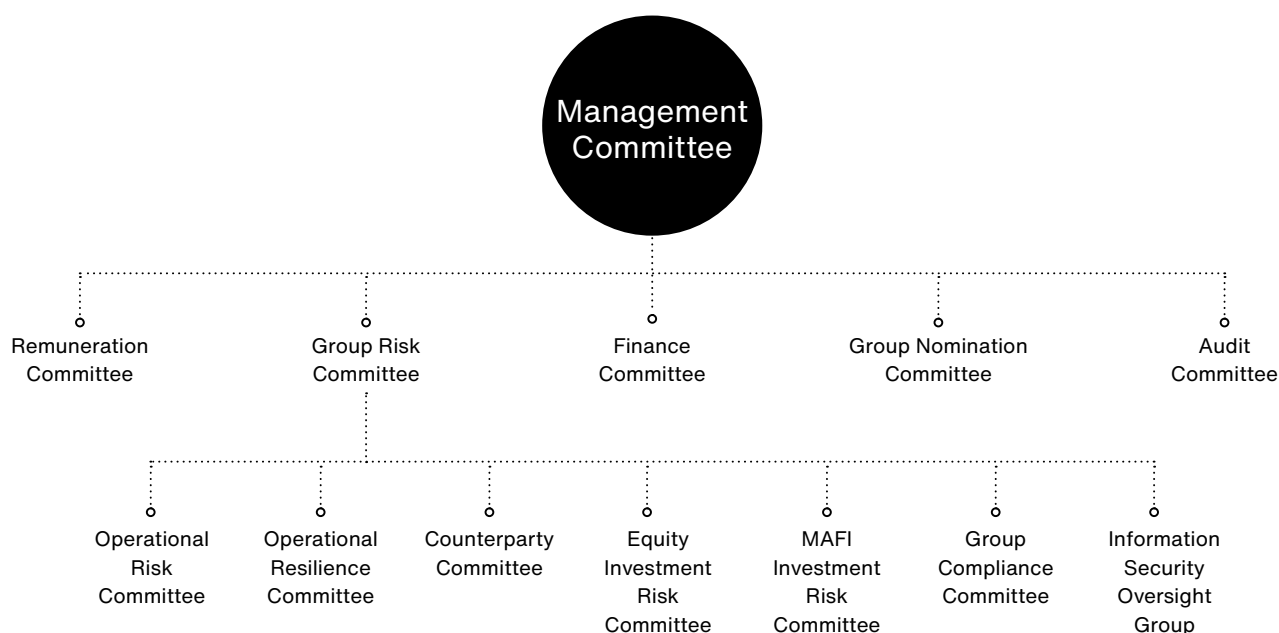 Management
Committee
Remuneration
Committee
Group Risk
Committee
Finance
Committee
Group Nomination
Committee
Audit
Committee
Operational
Risk
Committee
Operational
Resilience
Committee
Counterparty
Committee
Equity
Investment
Risk
Committee
MAFI
Investment
Risk
Committee
Group
Compliance
Committee
Information
Security
Oversight
Group